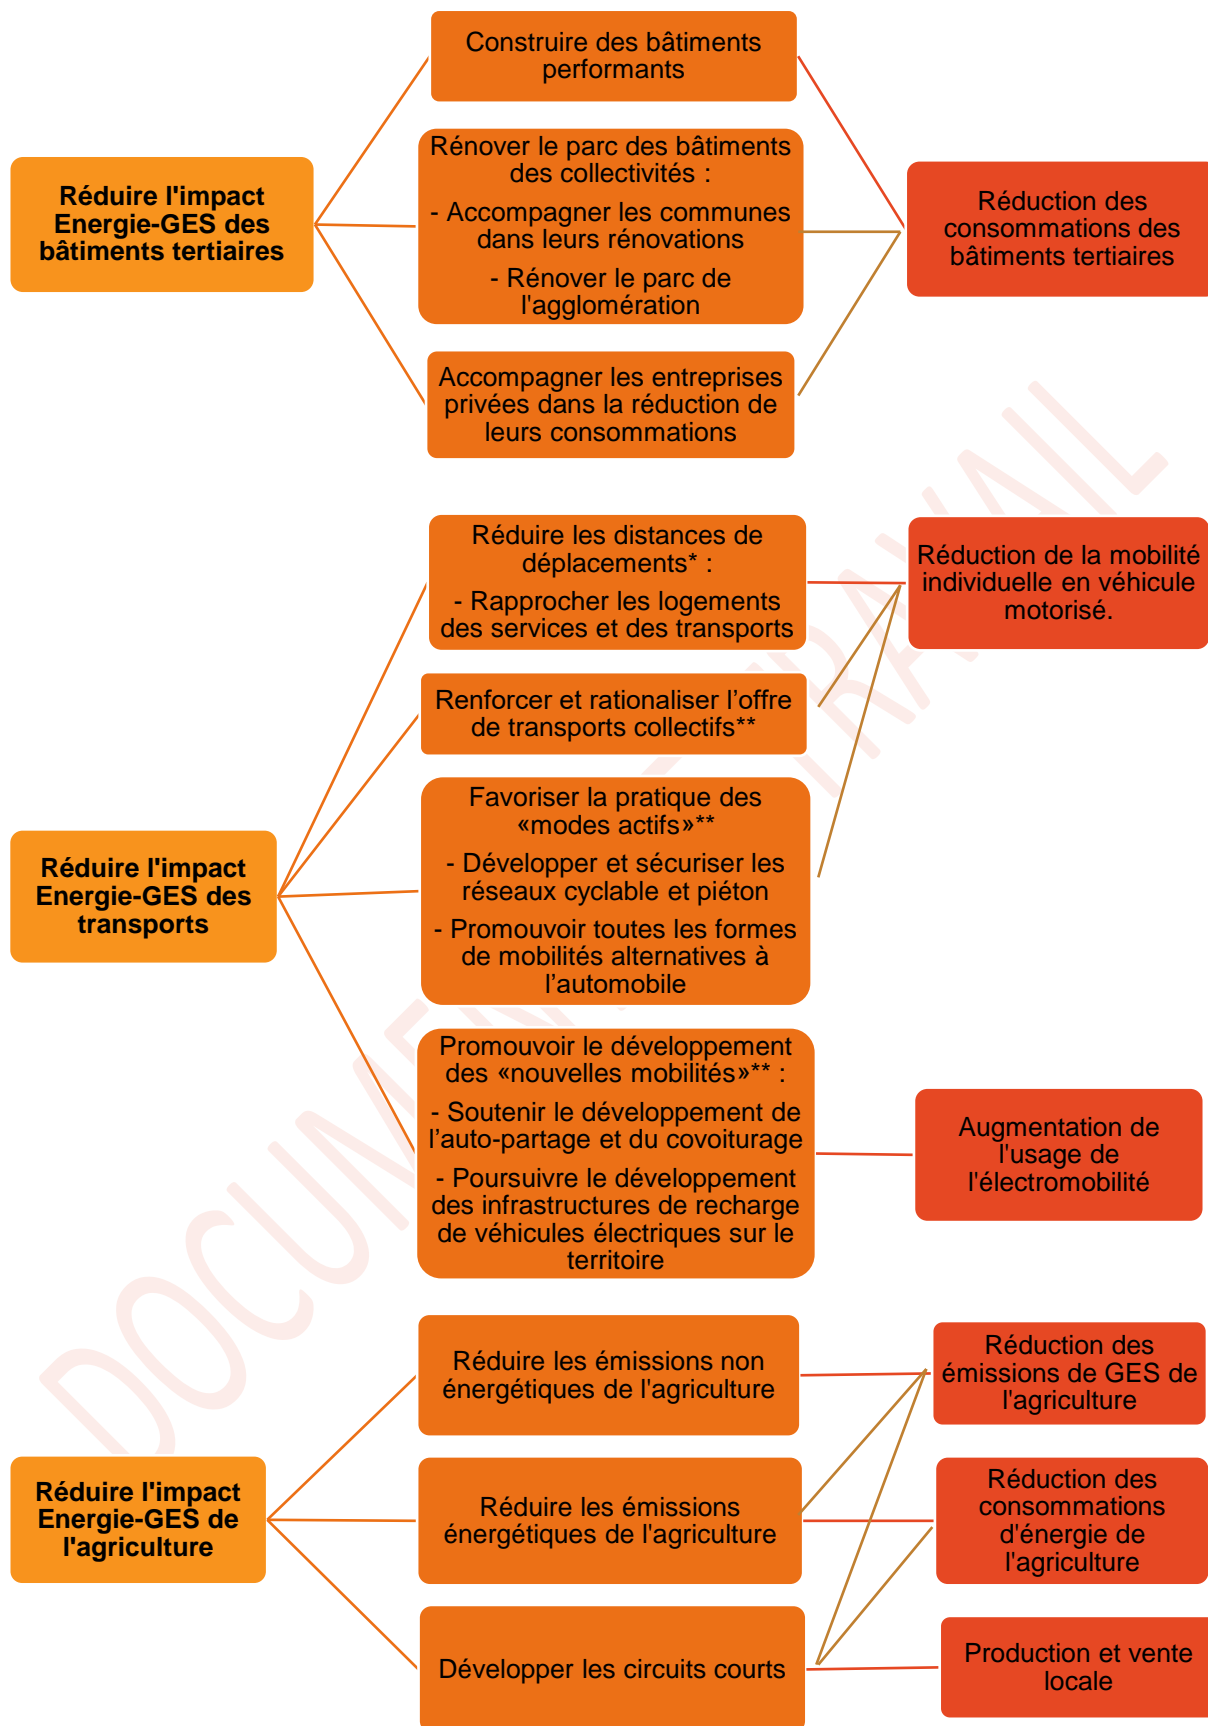 Construire des bâtiments
performants
Réduire l'impact
Energie-GES des
bâtiments tertiaires
Rénover le parc des bâtiments
des collectivités :
- Accompagner les communes
dans leurs rénovations
- Rénover le parc de
l'agglomération
Réduction des
consommations des
bâtiments tertiaires
Accompagner les entreprises
privées dans la réduction de
leurs consommations
Réduire les distances de
déplacements* :
- Rapprocher les logements
des services et des transports
Réduction de la mobilité
individuelle en véhicule
motorisé.
Renforcer et rationaliser l’offre
de transports collectifs**
Réduire l'impact
Energie-GES des
transports
Favoriser la pratique des
«modes actifs»**
- Développer et sécuriser les
réseaux cyclable et piéton
- Promouvoir toutes les formes
de mobilités alternatives à
l’automobile
Promouvoir le développement
des «nouvelles mobilités»** :
- Soutenir le développement de
l’auto-partage et du covoiturage
- Poursuivre le développement
des infrastructures de recharge
de véhicules électriques sur le
territoire
Augmentation de
l'usage de
l'électromobilité
Réduire les émissions non
énergétiques de l'agriculture
Réduction des
émissions de GES de
l'agriculture
Réduire l'impact
Energie-GES de
l'agriculture
Réduire les émissions
énergétiques de l'agriculture
Réduction des
consommations
d'énergie de
l'agriculture
Développer les circuits courts
Production et vente
locale
DOCUMENT TRAVAIL